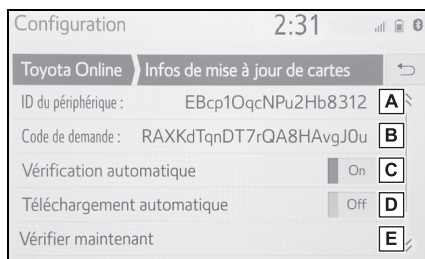 Configuration 2:31
Toyota Online Infos de mise à jour de cartes
ID du périphérique : EBcp1OqcNPu2Hb8312 A
Code de demande : RAXKdTqnDT7rQA8HAvgJ0u B
Vérification automatique On C
Téléchargement automatique Off D
Vérifier maintenant E